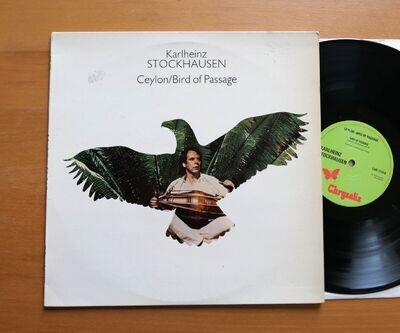 Karlheinz
STOCKHAUSEN
Ceylon/Bird of Passage
KARLHEINZ
STOCKHAUSEN
Chrysalis